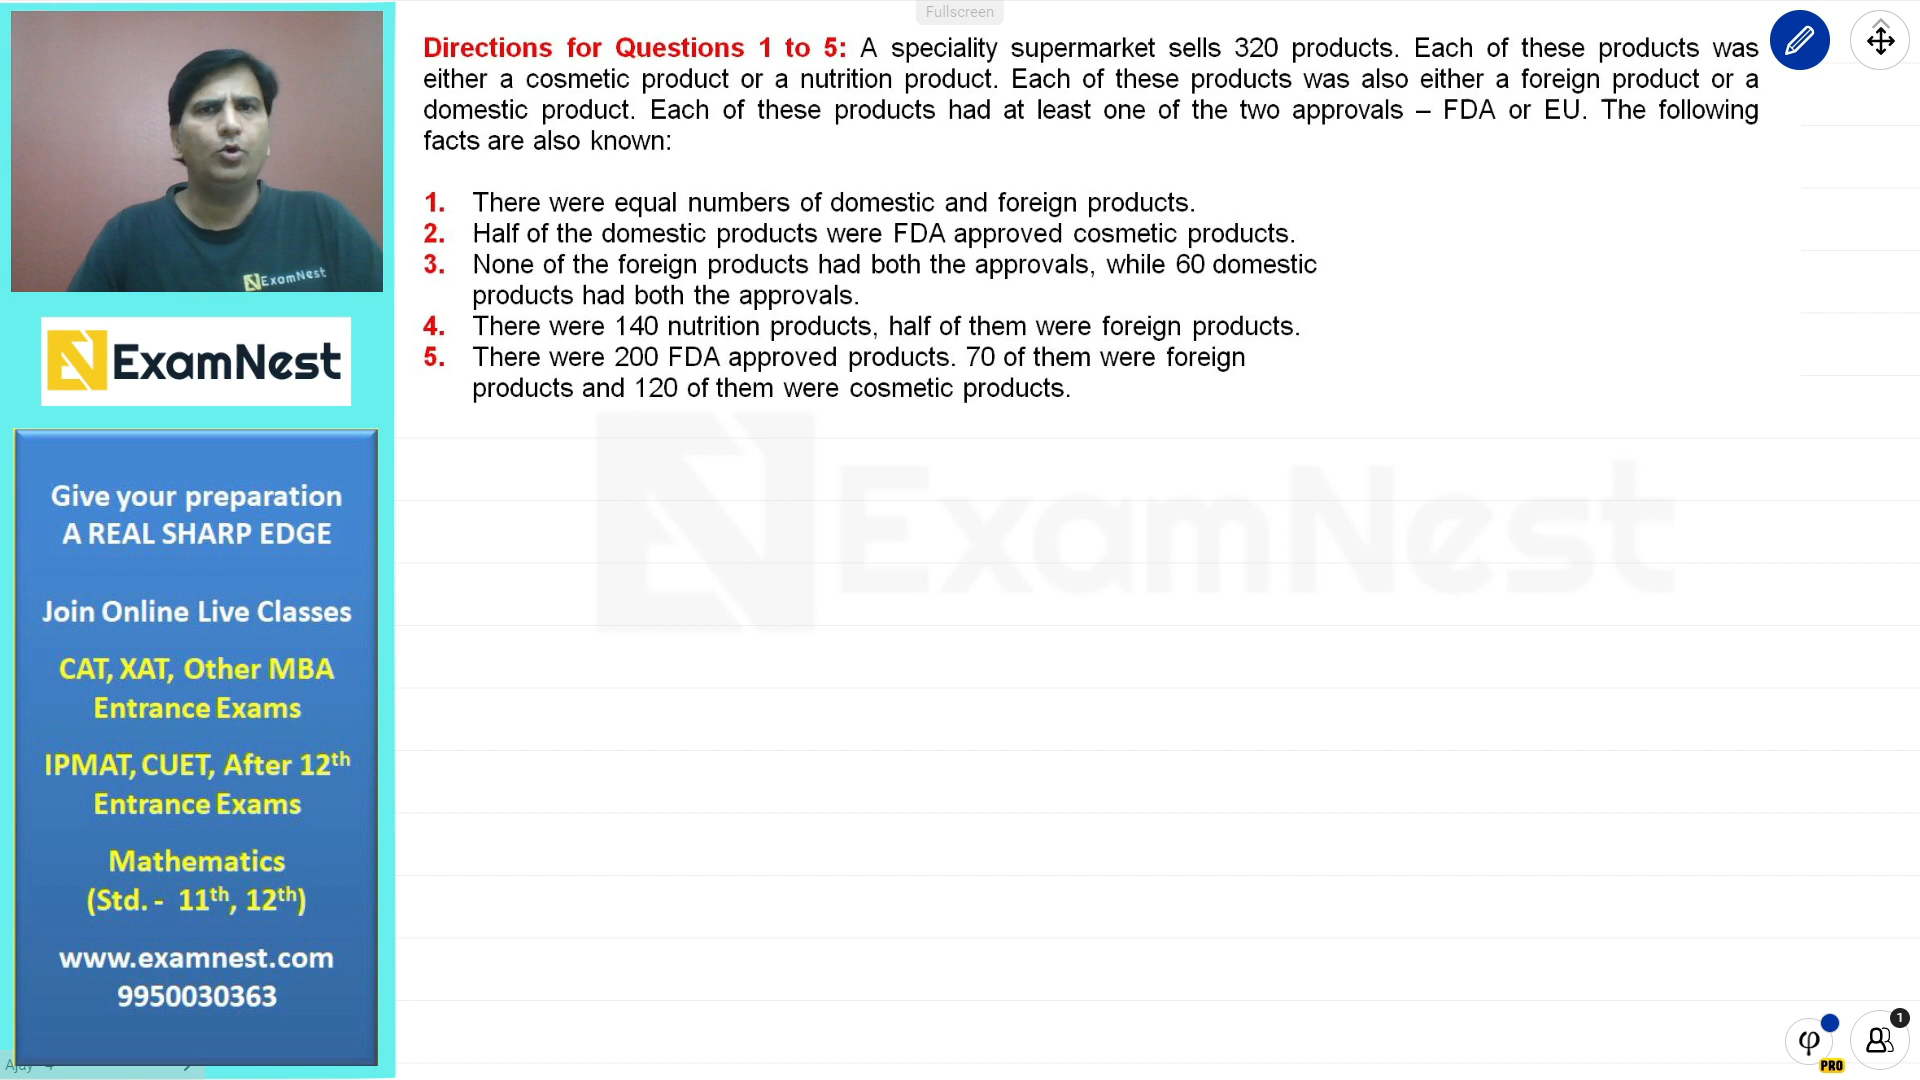 Fullscreen
Directions for Questions 1 to 5: A speciality supermarket sells 320 products. Each of these products was
either a cosmetic product or a nutrition product. Each of these products was also either a foreign product or a
domestic product. Each of these products had at least one of the two approvals – FDA or EU. The following
facts are also known:
1. There were equal numbers of domestic and foreign products.
2. Half of the domestic products were FDA approved cosmetic products.
3. None of the foreign products had both the approvals, while 60 domestic
products had both the approvals.
4. There were 140 nutrition products, half of them were foreign products.
5. There were 200 FDA approved products. 70 of them were foreign
products and 120 of them were cosmetic products.
ExamNest
ExamNest
Give your preparation
A REAL SHARP EDGE
Join Online Live Classes
CAT, XAT, Other MBA
Entrance Exams
IPMAT, CUET, After 12th
Entrance Exams
Mathematics
(Std. - 11th, 12th)
www.examnest.com
9950030363
ExamNest
φ
PRO
1